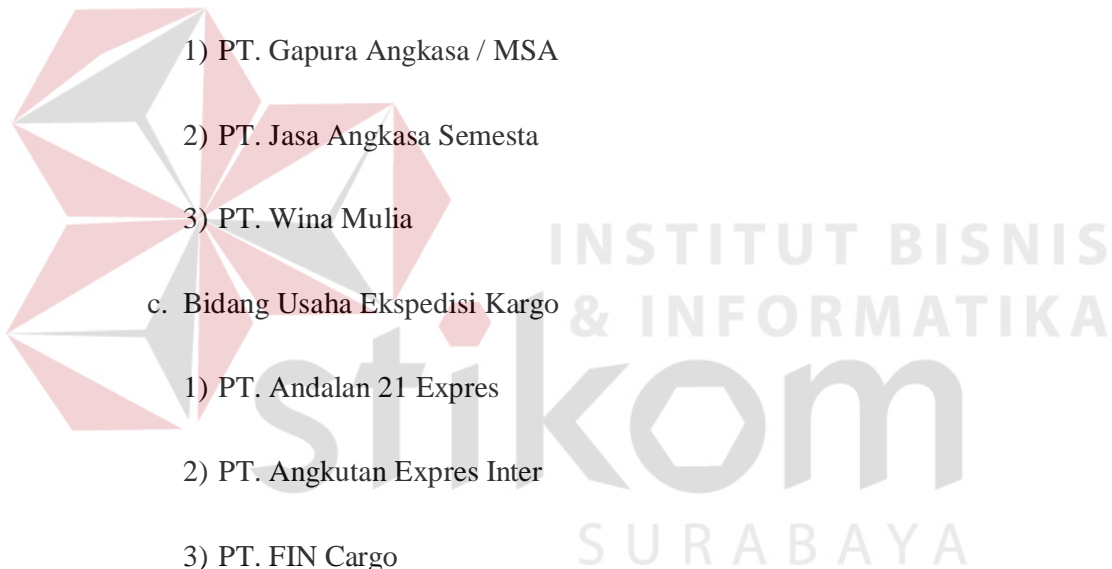 1) PT. Gapura Angkasa / MSA
2) PT. Jasa Angkasa Semesta
3) PT. Wina Mulia
INSTITUT BISNIS
& INFORMATIKA
c. Bidang Usaha Ekspedisi Kargo
stikom
1) PT. Andalan 21 Expres
2) PT. Angkutan Expres Inter
SURABAYA
3) PT. FIN Cargo